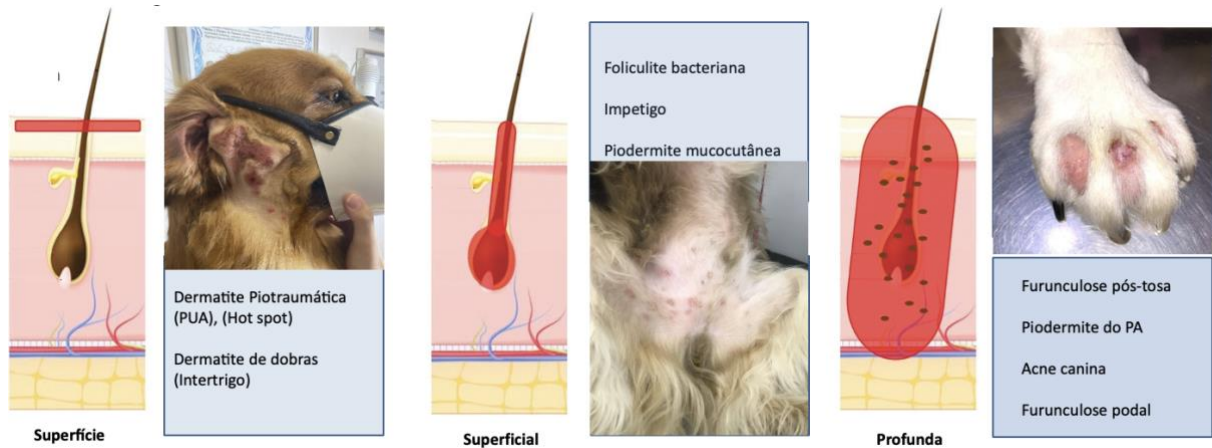 Superfície
Dermatite Piotraumática
(PUA), (Hot spot)
Dermatite de dobras
(Intertrigo)
Superficial
Foliculite bacteriana
Impetigo
Piodermite mucocutânea
Profunda
Furunculose pós-tosa
Piodermite do PA
Acne canina
Furunculose podal